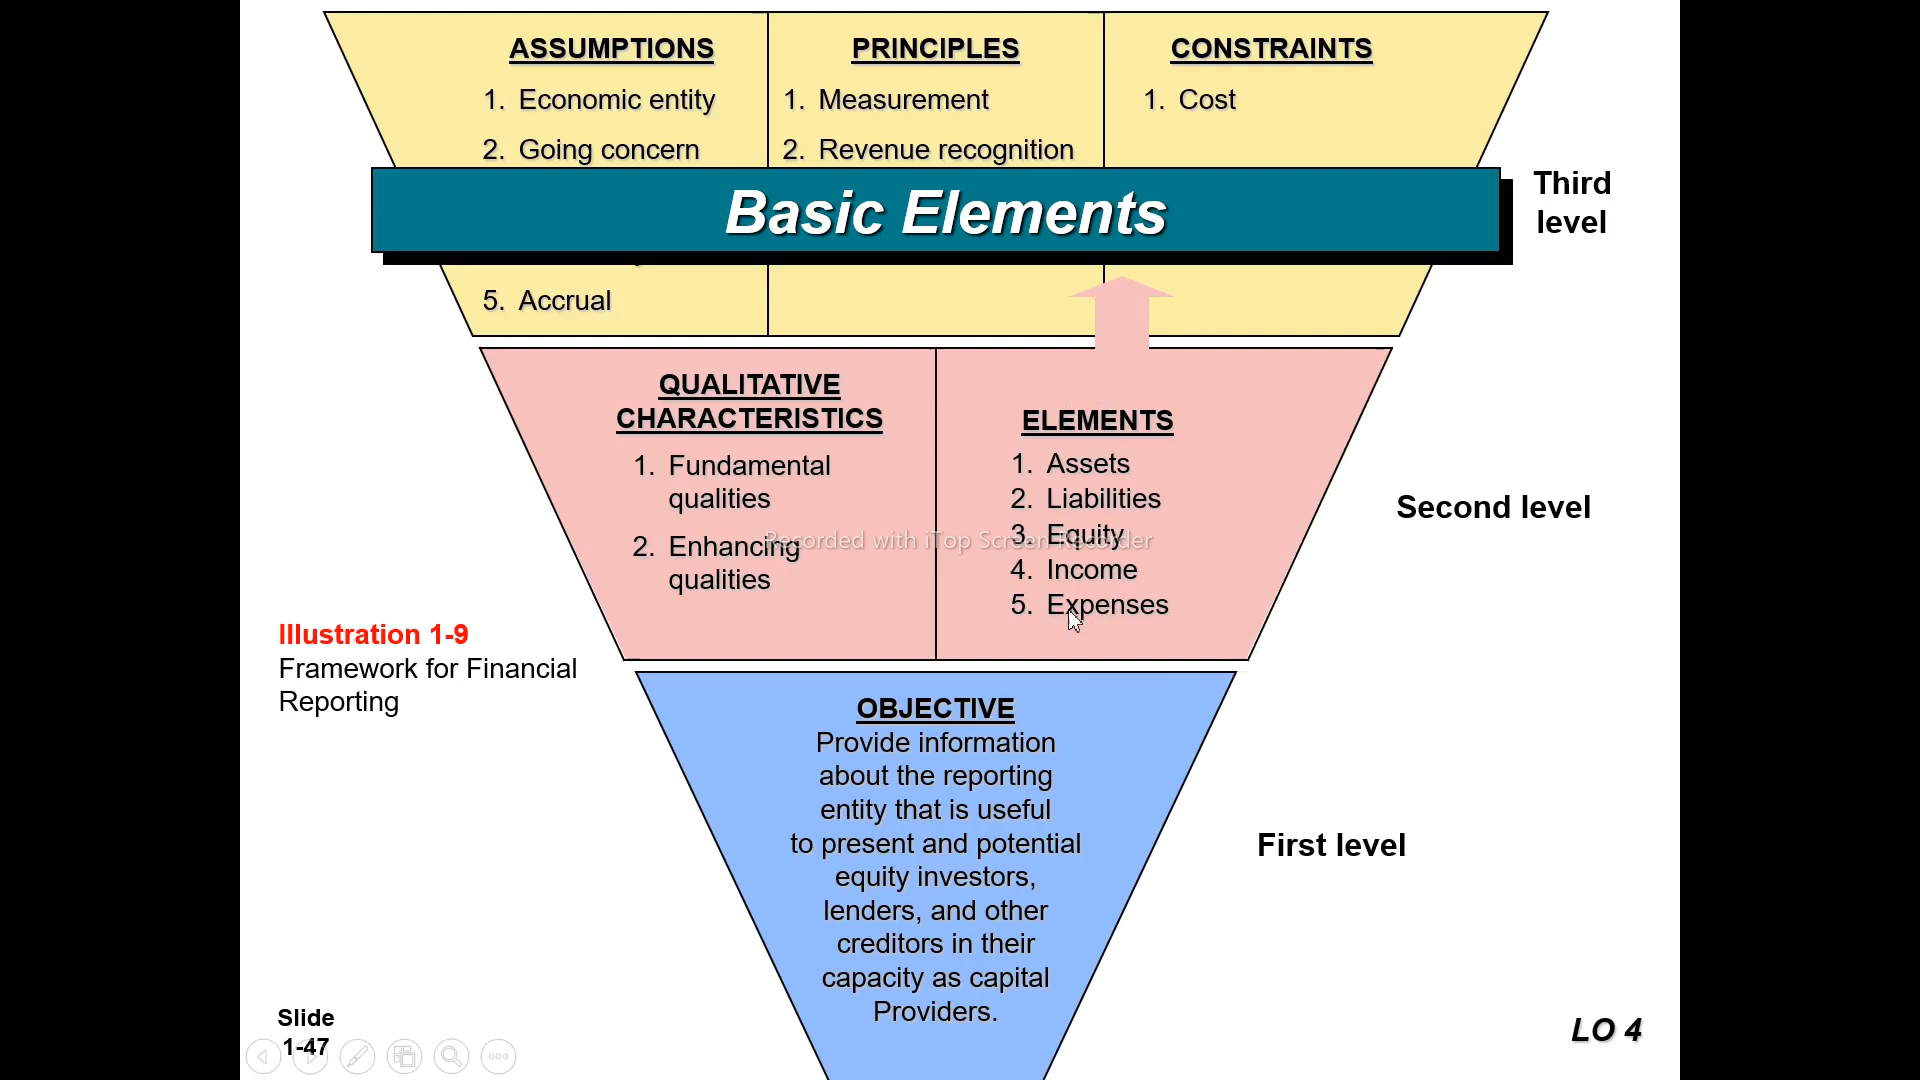 ASSUMPTIONS
1. Economic entity
2. Going concern
5. Accrual
PRINCIPLES
1. Measurement
2. Revenue recognition
CONSTRAINTS
1. Cost
Basic Elements
Third
level
QUALITATIVE
CHARACTERISTICS
1. Fundamental
qualities
2. Enhancing
qualities
ELEMENTS
1. Assets
2. Liabilities
3. Equity
4. Income
5. Expenses
Recorded with iTop Screen Recorder
Second level
Illustration 1-9
Framework for Financial
Reporting
OBJECTIVE
Provide information
about the reporting
entity that is useful
to present and potential
equity investors,
lenders, and other
creditors in their
capacity as capital
Providers.
First level
Slide
1-47
LO 4